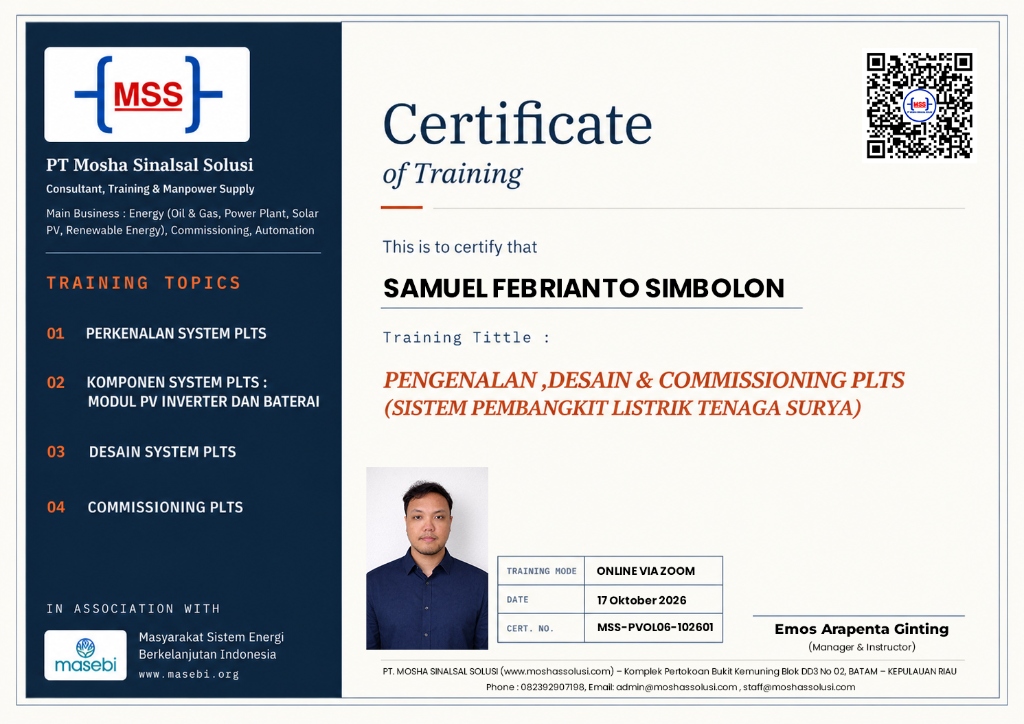 {MSS}
PT Mosha Sinalsal Solusi
Consultant, Training & Manpower Supply
Main Business : Energy (Oil & Gas, Power Plant, Solar
PV, Renewable Energy), Commissioning, Automation
TRAINING TOPICS
01 PERKENALAN SYSTEM PLTS
02 KOMPONEN SYSTEM PLTS :
MODUL PV INVERTER DAN BATERAI
03 DESAIN SYSTEM PLTS
04 COMMISSIONING PLTS
IN ASSOCIATION WITH
masebi
Masyarakat Sistem Energi
Berkelanjutan Indonesia
www.masebi.org
MSS
Certificate
of Training
This is to certify that
SAMUEL FEBRIANTO SIMBOLON
Training Tittle :
PENGENALAN ,DESAIN & COMMISSIONING PLTS
(SISTEM PEMBANGKIT LISTRIK TENAGA SURYA)
TRAINING MODE ONLINE VIA ZOOM
DATE 17 Oktober 2026
CERT. NO. MSS-PVOL06-102601
Emos Arapenta Ginting
(Manager & Instructor)
PT. MOSHA SINALSAL SOLUSI (www.moshassolusi.com) – Komplek Pertokoan Bukit Kemuning Blok DD3 No 02, BATAM – KEPULAUAN RIAU
Phone : 082392907198, Email: admin@moshassolusi.com , staff@moshassolusi.com